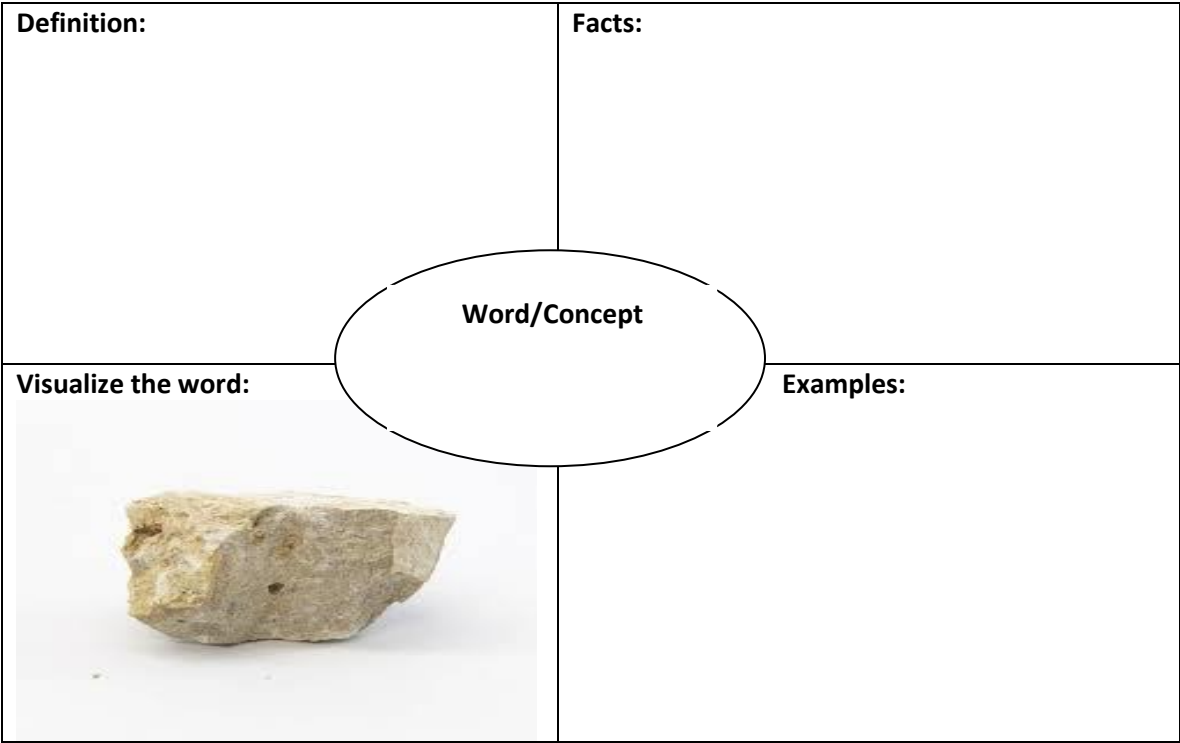 Definition:
Facts:
Word/Concept
Visualize the word:
Examples: